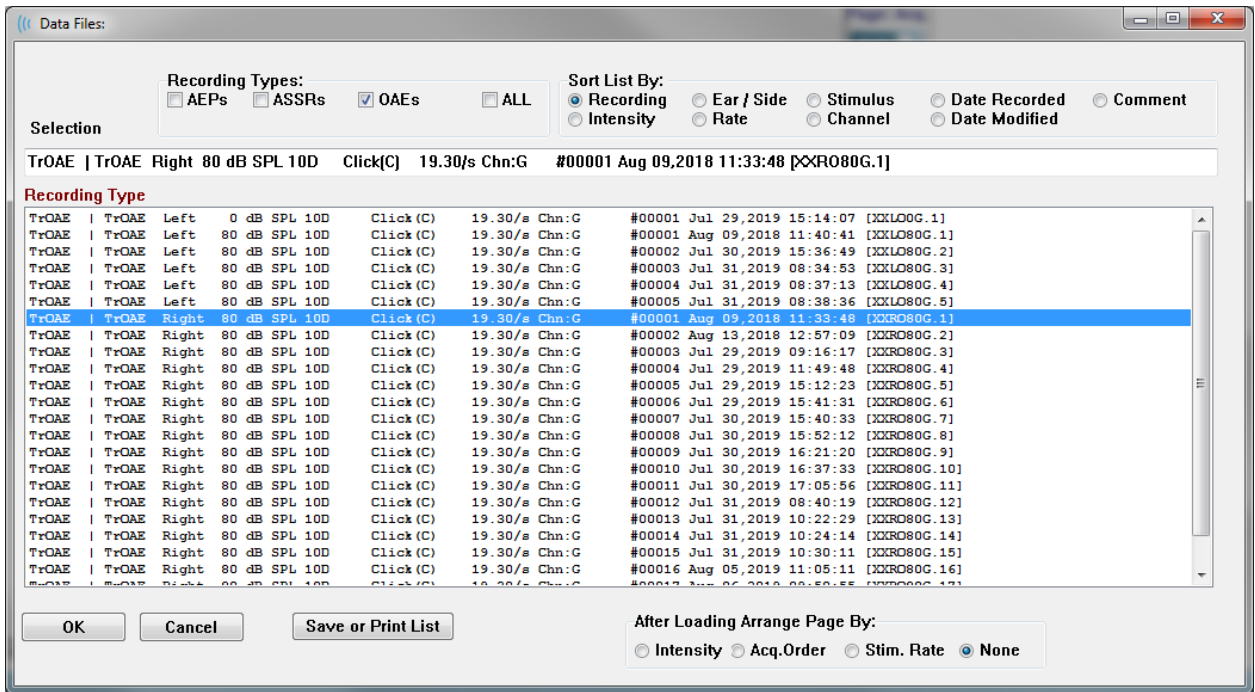 Data Files:
Recording Types:
AEPs ASSRs OAEs ALL
Sort List By:
Recording Ear / Side Stimulus Date Recorded Comment
Intensity Rate Channel Date Modified
Selection
TrOAE | TrOAE Right 80 dB SPL 10D Click(C) 19.30/s Chn:G #00001 Aug 09,2018 11:33:48 [XXRO80G.1]
Recording Type
TrOAE | TrOAE Left 0 dB SPL 10D Click(C) 19.30/s Chn:G #00001 Jul 29,2019 15:14:07 [XXLO0G.1]
TrOAE | TrOAE Left 80 dB SPL 10D Click(C) 19.30/s Chn:G #00001 Aug 09,2018 11:40:41 [XXLO80G.1]
TrOAE | TrOAE Left 80 dB SPL 10D Click(C) 19.30/s Chn:G #00002 Jul 30,2019 15:36:49 [XXLO80G.2]
TrOAE | TrOAE Left 80 dB SPL 10D Click(C) 19.30/s Chn:G #00003 Jul 31,2019 08:34:53 [XXLO80G.3]
TrOAE | TrOAE Left 80 dB SPL 10D Click(C) 19.30/s Chn:G #00004 Jul 31,2019 08:37:13 [XXLO80G.4]
TrOAE | TrOAE Left 80 dB SPL 10D Click(C) 19.30/s Chn:G #00005 Jul 31,2019 08:38:36 [XXLO80G.5]
TrOAE | TrOAE Right 80 dB SPL 10D Click(C) 19.30/s Chn:G #00001 Aug 09,2018 11:33:48 [XXRO80G.1]
TrOAE | TrOAE Right 80 dB SPL 10D Click(C) 19.30/s Chn:G #00002 Aug 13,2018 12:57:09 [XXRO80G.2]
TrOAE | TrOAE Right 80 dB SPL 10D Click(C) 19.30/s Chn:G #00003 Jul 29,2019 09:16:17 [XXRO80G.3]
TrOAE | TrOAE Right 80 dB SPL 10D Click(C) 19.30/s Chn:G #00004 Jul 29,2019 11:49:48 [XXRO80G.4]
TrOAE | TrOAE Right 80 dB SPL 10D Click(C) 19.30/s Chn:G #00005 Jul 29,2019 15:12:23 [XXRO80G.5]
TrOAE | TrOAE Right 80 dB SPL 10D Click(C) 19.30/s Chn:G #00006 Jul 29,2019 15:41:31 [XXRO80G.6]
TrOAE | TrOAE Right 80 dB SPL 10D Click(C) 19.30/s Chn:G #00007 Jul 30,2019 15:40:33 [XXRO80G.7]
TrOAE | TrOAE Right 80 dB SPL 10D Click(C) 19.30/s Chn:G #00008 Jul 30,2019 15:52:12 [XXRO80G.8]
TrOAE | TrOAE Right 80 dB SPL 10D Click(C) 19.30/s Chn:G #00009 Jul 30,2019 16:21:20 [XXRO80G.9]
TrOAE | TrOAE Right 80 dB SPL 10D Click(C) 19.30/s Chn:G #00010 Jul 30,2019 16:37:33 [XXRO80G.10]
TrOAE | TrOAE Right 80 dB SPL 10D Click(C) 19.30/s Chn:G #00011 Jul 30,2019 17:05:56 [XXRO80G.11]
TrOAE | TrOAE Right 80 dB SPL 10D Click(C) 19.30/s Chn:G #00012 Jul 31,2019 08:40:19 [XXRO80G.12]
TrOAE | TrOAE Right 80 dB SPL 10D Click(C) 19.30/s Chn:G #00013 Jul 31,2019 10:22:29 [XXRO80G.13]
TrOAE | TrOAE Right 80 dB SPL 10D Click(C) 19.30/s Chn:G #00014 Jul 31,2019 10:24:14 [XXRO80G.14]
TrOAE | TrOAE Right 80 dB SPL 10D Click(C) 19.30/s Chn:G #00015 Jul 31,2019 10:30:11 [XXRO80G.15]
TrOAE | TrOAE Right 80 dB SPL 10D Click(C) 19.30/s Chn:G #00016 Aug 05,2019 11:05:11 [XXRO80G.16]
OK Cancel Save or Print List
After Loading Arrange Page By:
Intensity Acq.Order Stim. Rate None